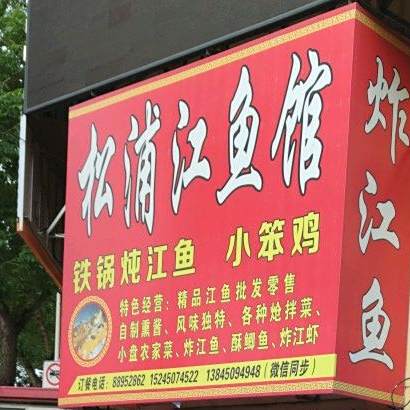 松浦江鱼馆
铁锅炖江鱼 小笨鸡
特色经营：精品江鱼批发零售
自制熏酱、风味独特、各种炝拌菜、
小盘农家菜、炸江鱼、酥鲫鱼、炸江虾
订餐电话：88952862 15245074522 13845094948（微信同步）
炸江鱼